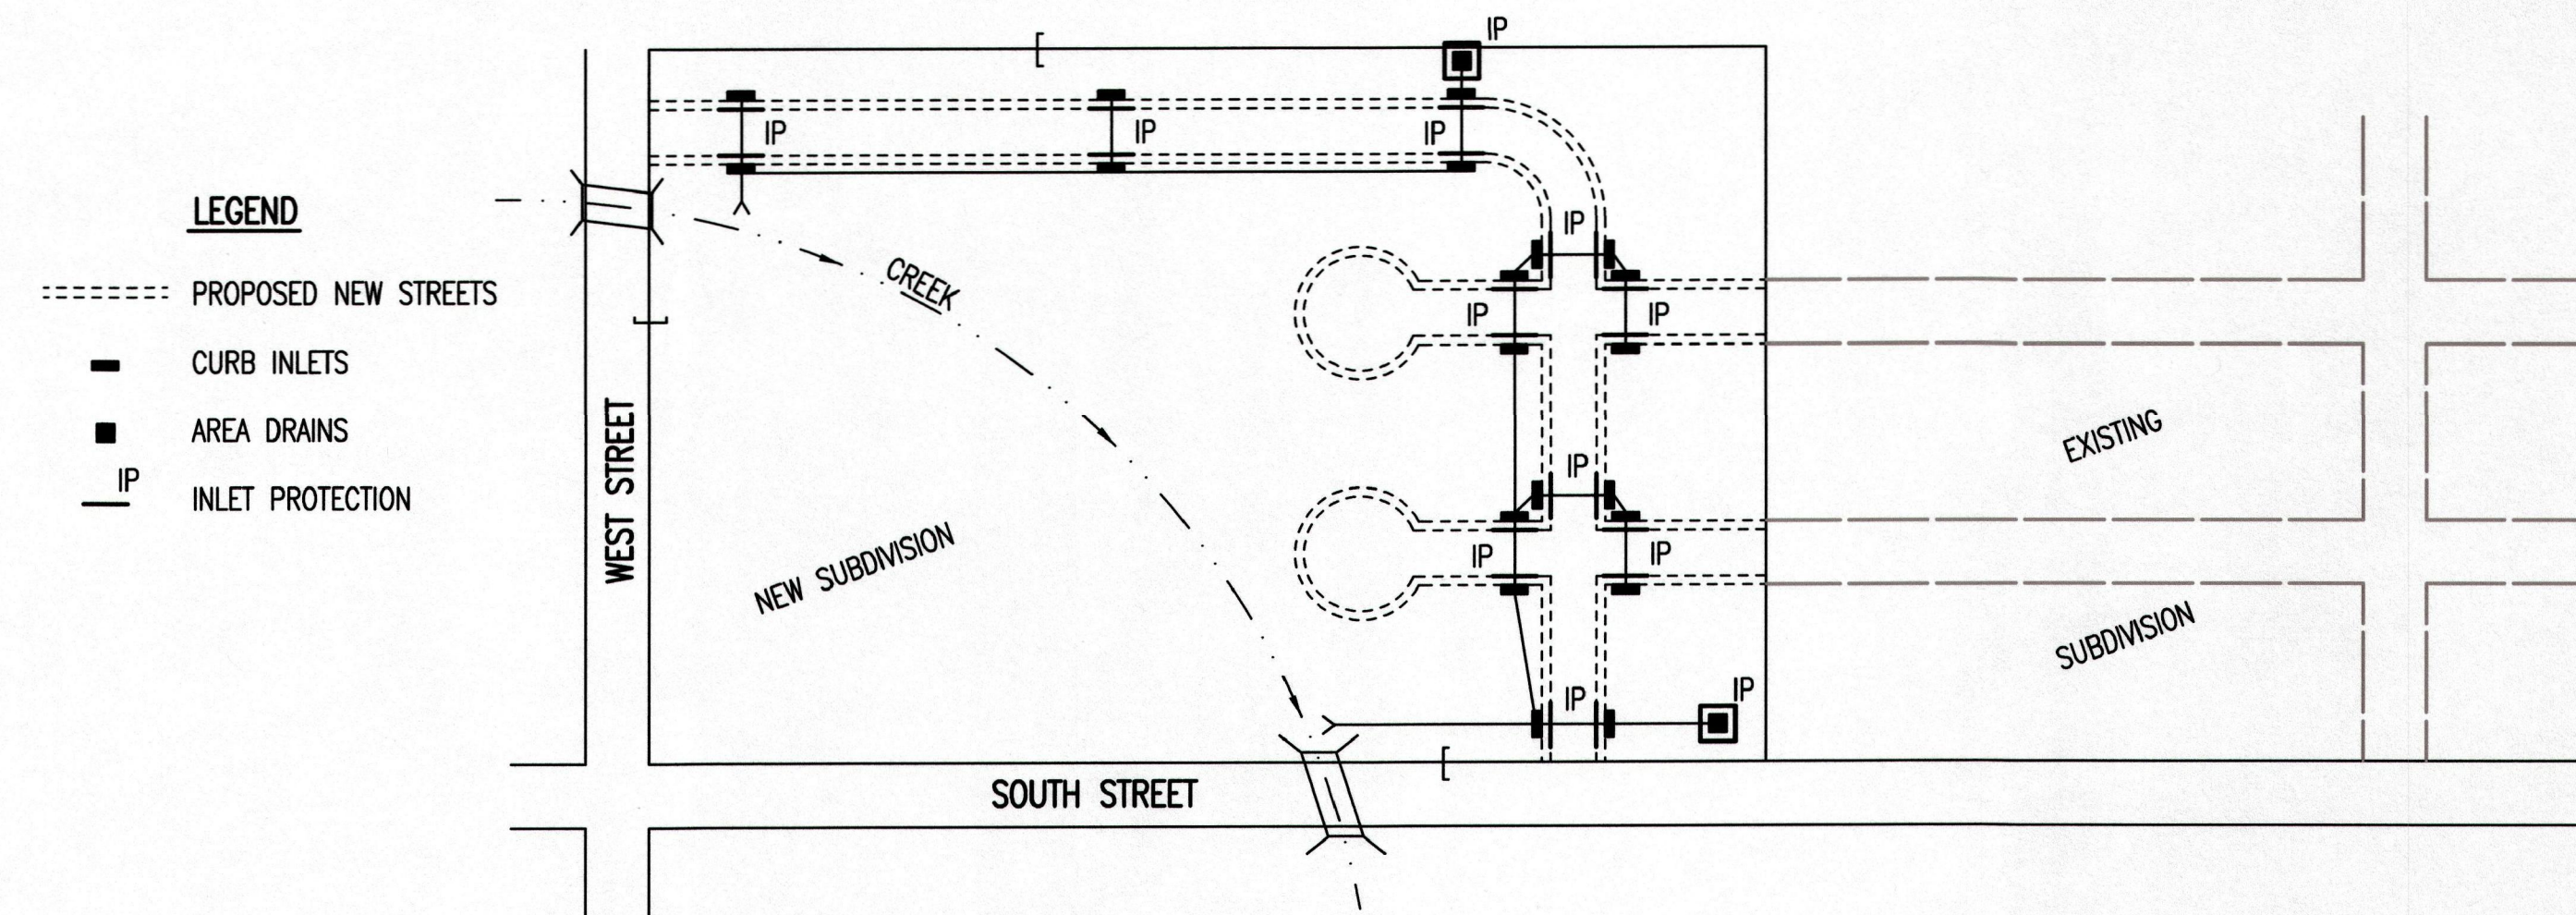 IP
IP
IP
IP
LEGEND
PROPOSED NEW STREETS
CURB INLETS
AREA DRAINS
IP
INLET PROTECTION
WEST STREET
CREEK
NEW SUBDIVISION
IP
IP
IP
IP
IP
IP
IP
IP
EXISTING
SUBDIVISION
SOUTH STREET